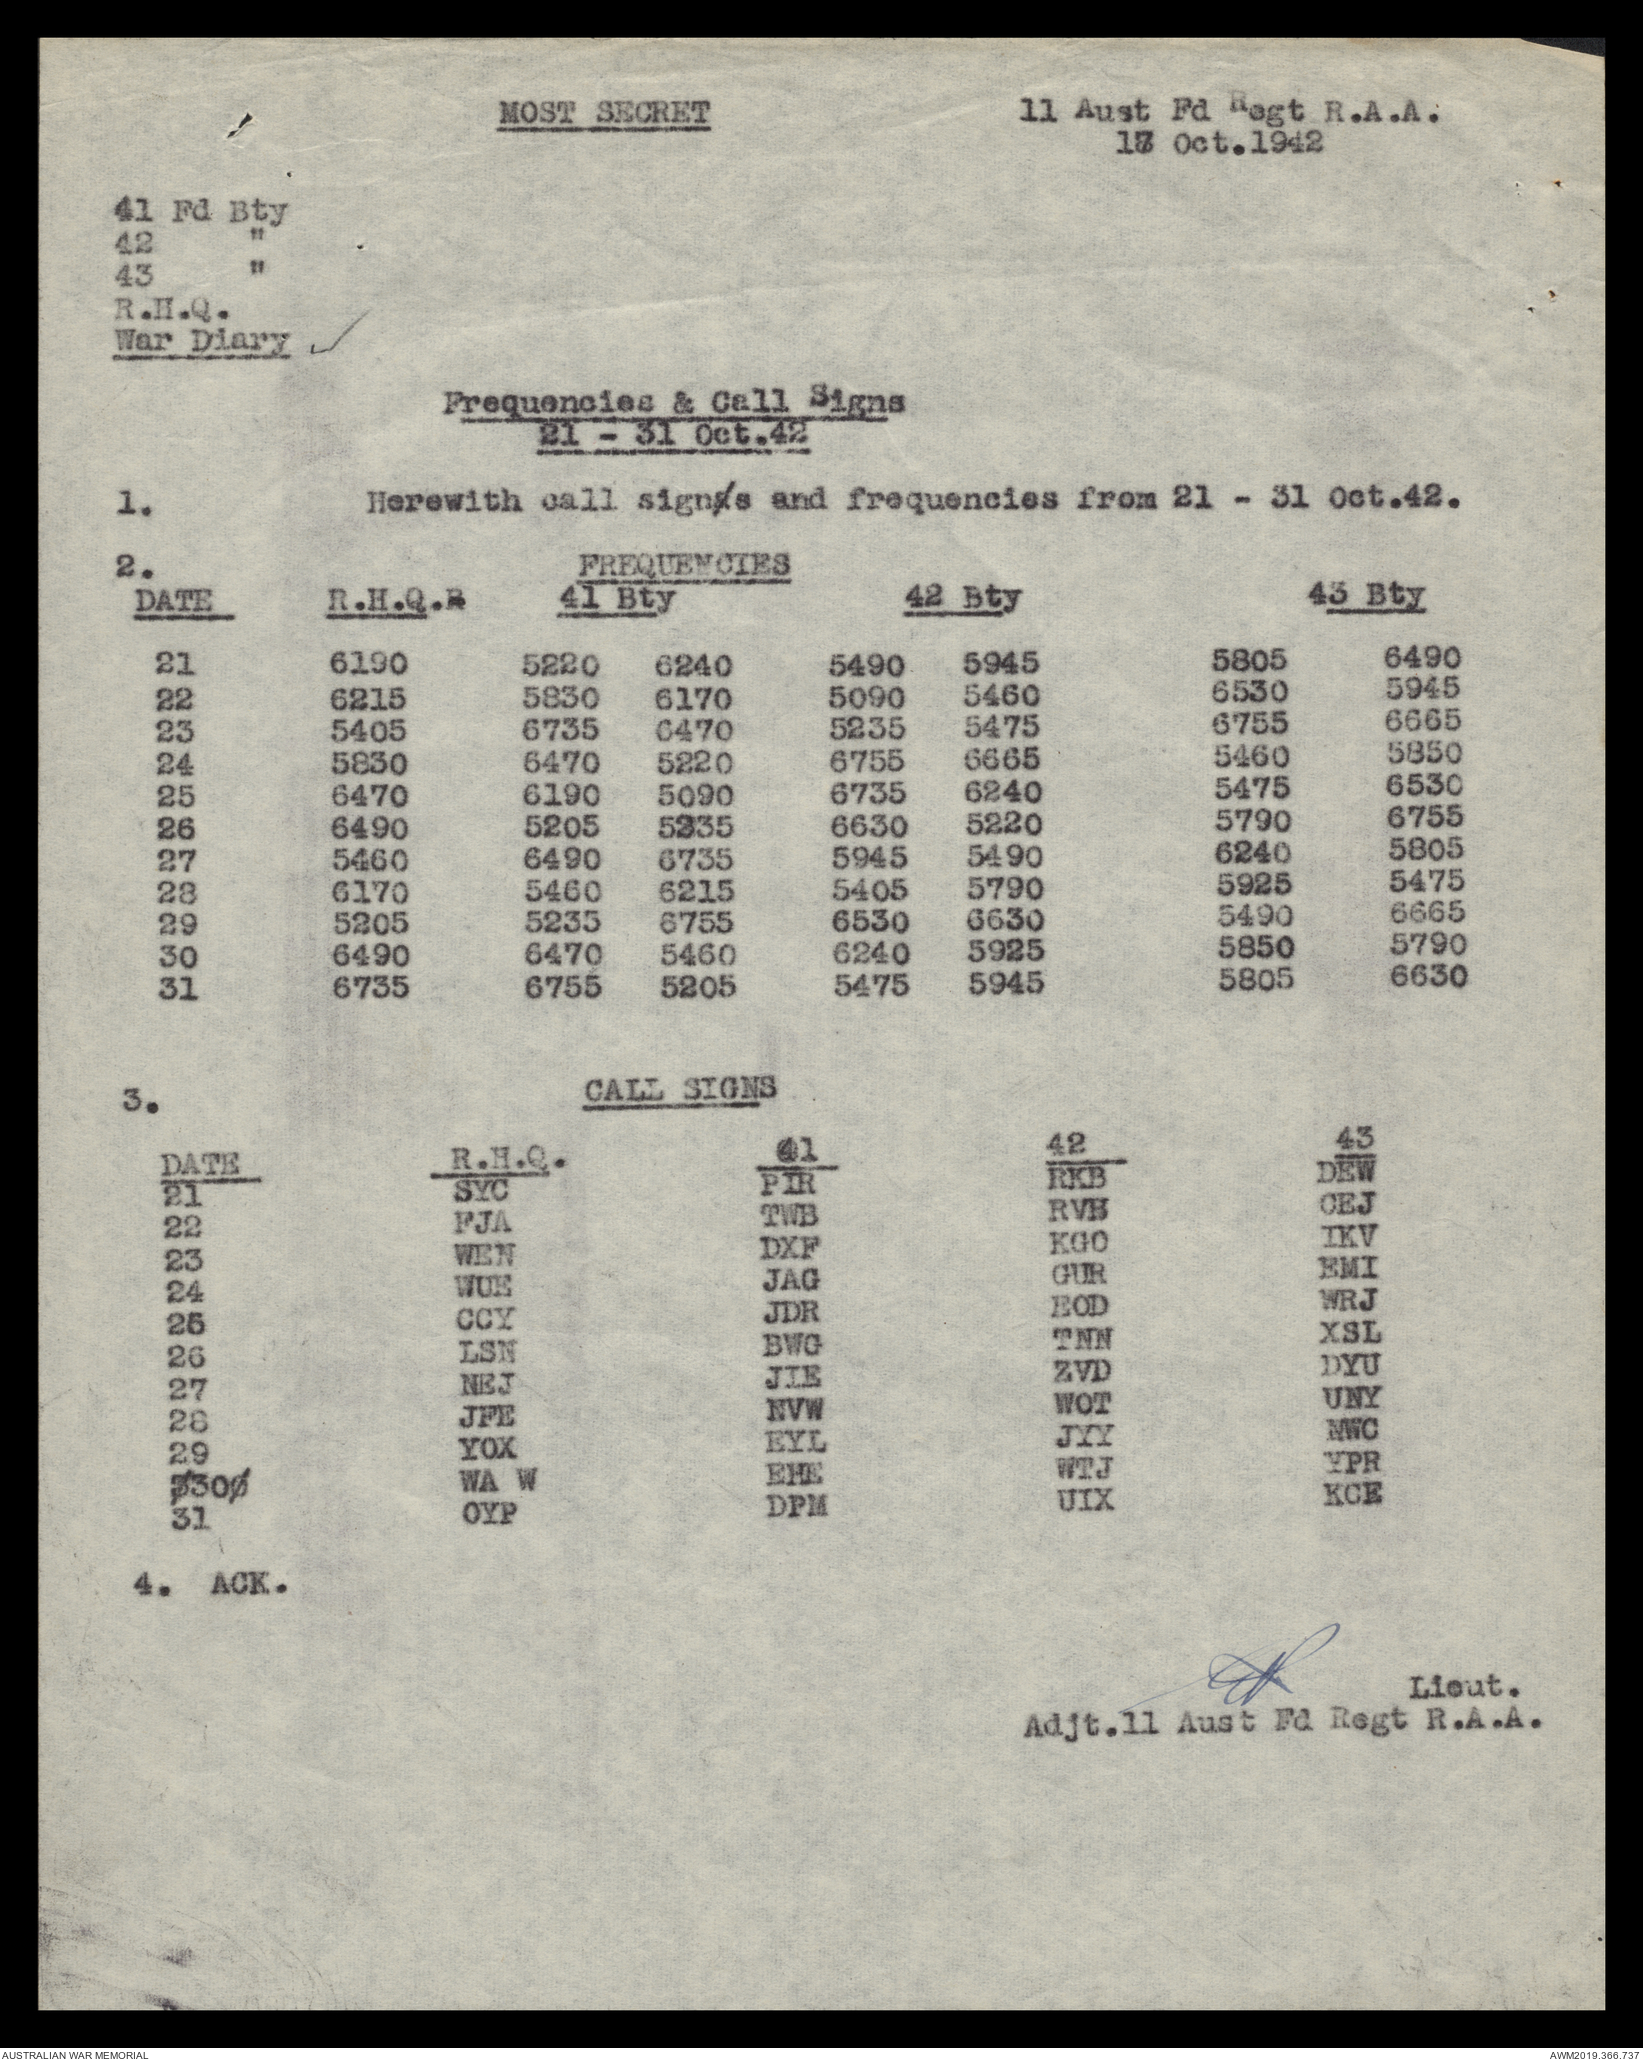 MOST SECRET 11 Aust Fd Regt R.A.A.
Oct.1942
41 Fd Bty
42 "
43 "
R.H.Q.
War Diary ✓
Frequencies & Call Signs
21 - 31 Oct.42
1. Herewith call signs and frequencies from 21 - 31 Oct.42.
2. FREQUENCIES
DATE R.H.Q. 41 Bty 42 Bty 43 Bty
21 6190 5220 6240 5490 5945 5805 6490
22 6215 5830 6170 5090 5460 6530 5945
23 5405 6735 6470 5235 5475 6755 6665
24 5830 6470 5220 6755 6665 5460 5850
25 6470 6190 5090 6735 6240 5475 6530
26 6490 5205 5235 6630 5220 5790 6755
27 5460 6490 6735 5945 5490 6240 5805
28 6170 5460 6215 5405 5790 5925 5475
29 5205 5235 6755 6530 6630 5490 6665
30 6490 6470 5460 6240 5925 5850 5790
31 6735 6755 5205 5475 5945 5805 6630
3. CALL SIGNS
DATE R.H.Q. 41 42 43
21 SYC PIR RKB DEW
22 FJA TWB RVH CEJ
23 WEN DXF KGO IKV
24 WUE JAG GUR EMI
25 CCY JDR EOD WRJ
26 LSN BWG TNN XSL
27 NEJ JIE ZVD DYU
28 JFE NVW WOT UNY
29 YOX EYL JYY NWC
30 WA W EHE WTJ YPR
31 OYP DPM UIX KCE
4. ACK.
Lieut.
Adjt.11 Aust Fd Regt R.A.A.
AUSTRALIAN WAR MEMORIAL AWM2019.366.737